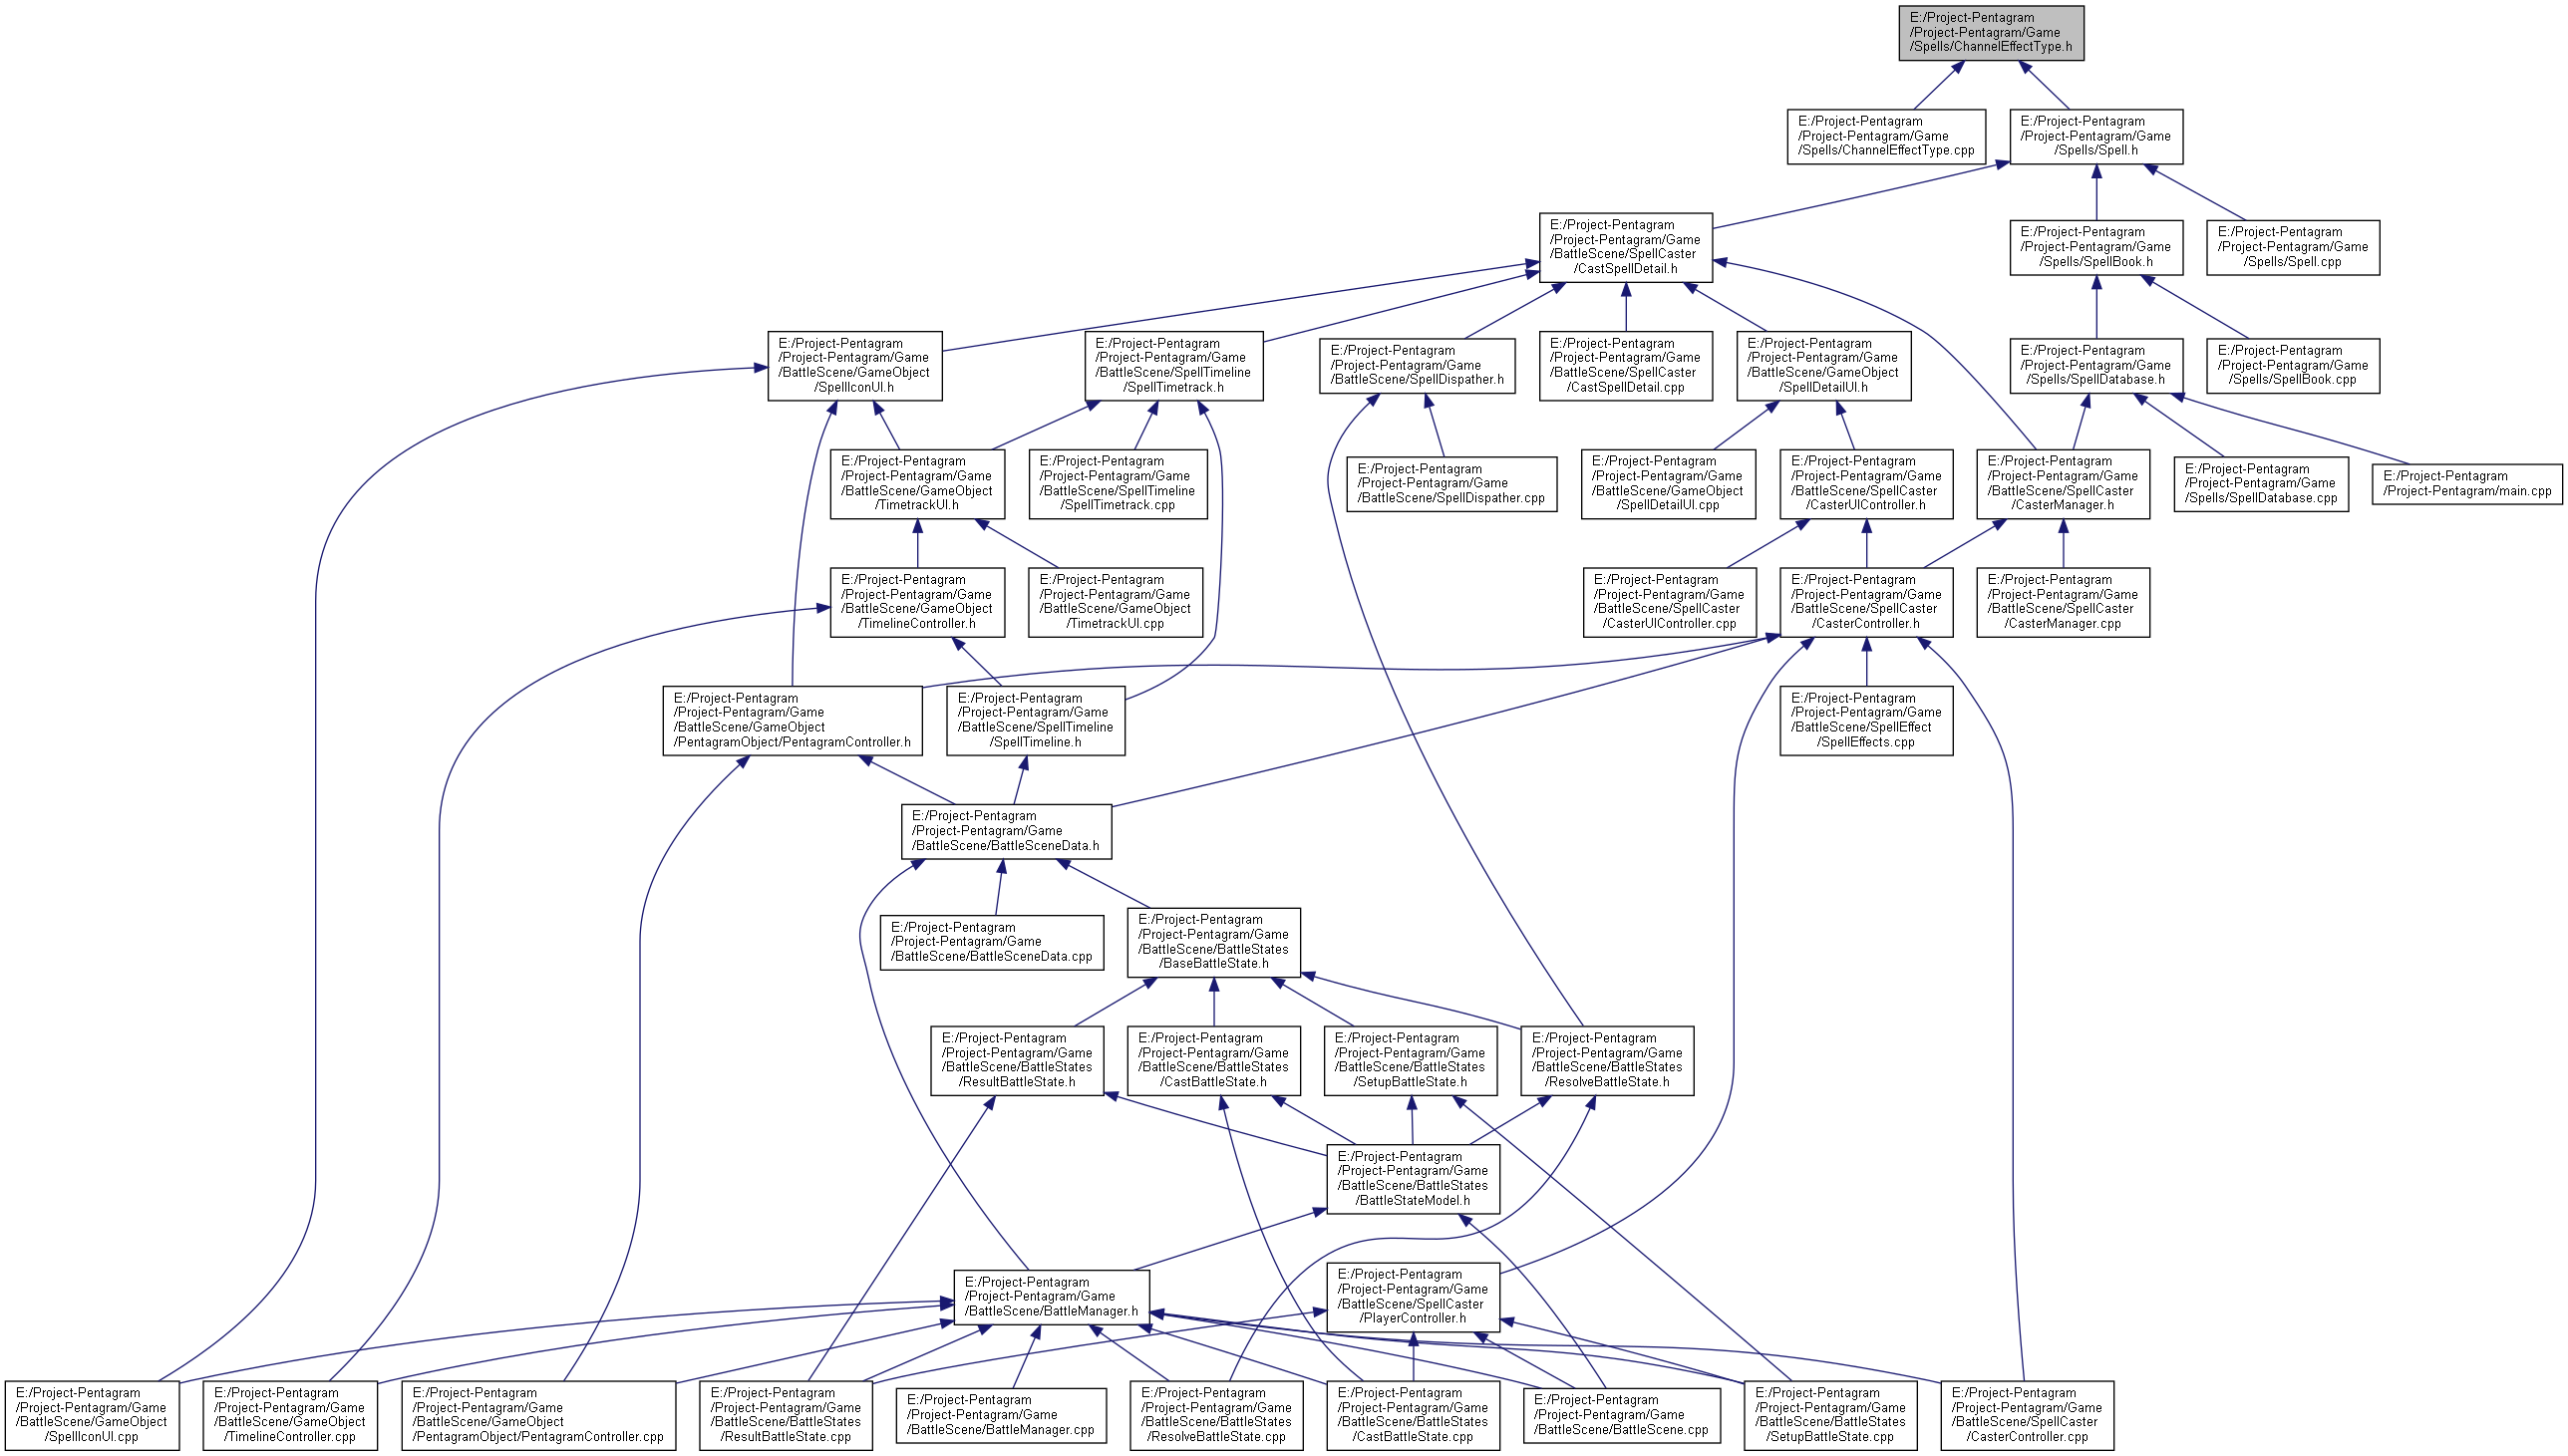 E:/Project-Pentagram
/Project-Pentagram/Game
/Spells/ChannelEffectType.h
E:/Project-Pentagram
/Project-Pentagram/Game
/Spells/ChannelEffectType.cpp
E:/Project-Pentagram
/Project-Pentagram/Game
/Spells/Spell.h
E:/Project-Pentagram
/Project-Pentagram/Game
/BattleScene/SpellCaster
/CastSpellDetail.h
E:/Project-Pentagram
/Project-Pentagram/Game
/Spells/SpellBook.h
E:/Project-Pentagram
/Project-Pentagram/Game
/Spells/Spell.cpp
E:/Project-Pentagram
/Project-Pentagram/Game
/BattleScene/GameObject
/SpellIconUI.h
E:/Project-Pentagram
/Project-Pentagram/Game
/BattleScene/SpellTimeline
/SpellTimetrack.h
E:/Project-Pentagram
/Project-Pentagram/Game
/BattleScene/SpellDispather.h
E:/Project-Pentagram
/Project-Pentagram/Game
/BattleScene/SpellCaster
/CastSpellDetail.cpp
E:/Project-Pentagram
/Project-Pentagram/Game
/BattleScene/GameObject
/SpellDetailUI.h
E:/Project-Pentagram
/Project-Pentagram/Game
/Spells/SpellDatabase.h
E:/Project-Pentagram
/Project-Pentagram/Game
/Spells/SpellBook.cpp
E:/Project-Pentagram
/Project-Pentagram/Game
/BattleScene/GameObject
/TimetrackUI.h
E:/Project-Pentagram
/Project-Pentagram/Game
/BattleScene/SpellTimeline
/SpellTimetrack.cpp
E:/Project-Pentagram
/Project-Pentagram/Game
/BattleScene/SpellDispather.cpp
E:/Project-Pentagram
/Project-Pentagram/Game
/BattleScene/GameObject
/SpellDetailUI.cpp
E:/Project-Pentagram
/Project-Pentagram/Game
/BattleScene/SpellCaster
/CasterUIController.h
E:/Project-Pentagram
/Project-Pentagram/Game
/BattleScene/SpellCaster
/CasterManager.h
E:/Project-Pentagram
/Project-Pentagram/Game
/Spells/SpellDatabase.cpp
E:/Project-Pentagram
/Project-Pentagram/main.cpp
E:/Project-Pentagram
/Project-Pentagram/Game
/BattleScene/GameObject
/TimelineController.h
E:/Project-Pentagram
/Project-Pentagram/Game
/BattleScene/GameObject
/TimetrackUI.cpp
E:/Project-Pentagram
/Project-Pentagram/Game
/BattleScene/SpellCaster
/CasterUIController.cpp
E:/Project-Pentagram
/Project-Pentagram/Game
/BattleScene/SpellCaster
/CasterController.h
E:/Project-Pentagram
/Project-Pentagram/Game
/BattleScene/SpellCaster
/CasterManager.cpp
E:/Project-Pentagram
/Project-Pentagram/Game
/BattleScene/GameObject
/PentagramObject/PentagramController.h
E:/Project-Pentagram
/Project-Pentagram/Game
/BattleScene/SpellTimeline
/SpellTimeline.h
E:/Project-Pentagram
/Project-Pentagram/Game
/BattleScene/SpellEffect
/SpellEffects.cpp
E:/Project-Pentagram
/Project-Pentagram/Game
/BattleScene/BattleSceneData.h
E:/Project-Pentagram
/Project-Pentagram/Game
/BattleScene/BattleSceneData.cpp
E:/Project-Pentagram
/Project-Pentagram/Game
/BattleScene/BattleStates
/BaseBattleState.h
E:/Project-Pentagram
/Project-Pentagram/Game
/BattleScene/BattleStates
/ResultBattleState.h
E:/Project-Pentagram
/Project-Pentagram/Game
/BattleScene/BattleStates
/CastBattleState.h
E:/Project-Pentagram
/Project-Pentagram/Game
/BattleScene/BattleStates
/SetupBattleState.h
E:/Project-Pentagram
/Project-Pentagram/Game
/BattleScene/BattleStates
/ResolveBattleState.h
E:/Project-Pentagram
/Project-Pentagram/Game
/BattleScene/BattleStates
/BattleStateModel.h
E:/Project-Pentagram
/Project-Pentagram/Game
/BattleScene/BattleManager.h
E:/Project-Pentagram
/Project-Pentagram/Game
/BattleScene/SpellCaster
/PlayerController.h
E:/Project-Pentagram
/Project-Pentagram/Game
/BattleScene/GameObject
/SpellIconUI.cpp
E:/Project-Pentagram
/Project-Pentagram/Game
/BattleScene/GameObject
/TimelineController.cpp
E:/Project-Pentagram
/Project-Pentagram/Game
/BattleScene/GameObject
/PentagramObject/PentagramController.cpp
E:/Project-Pentagram
/Project-Pentagram/Game
/BattleScene/BattleStates
/ResultBattleState.cpp
E:/Project-Pentagram
/Project-Pentagram/Game
/BattleScene/BattleManager.cpp
E:/Project-Pentagram
/Project-Pentagram/Game
/BattleScene/BattleStates
/ResolveBattleState.cpp
E:/Project-Pentagram
/Project-Pentagram/Game
/BattleScene/BattleStates
/CastBattleState.cpp
E:/Project-Pentagram
/Project-Pentagram/Game
/BattleScene/BattleScene.cpp
E:/Project-Pentagram
/Project-Pentagram/Game
/BattleScene/BattleStates
/SetupBattleState.cpp
E:/Project-Pentagram
/Project-Pentagram/Game
/BattleScene/SpellCaster
/CasterController.cpp